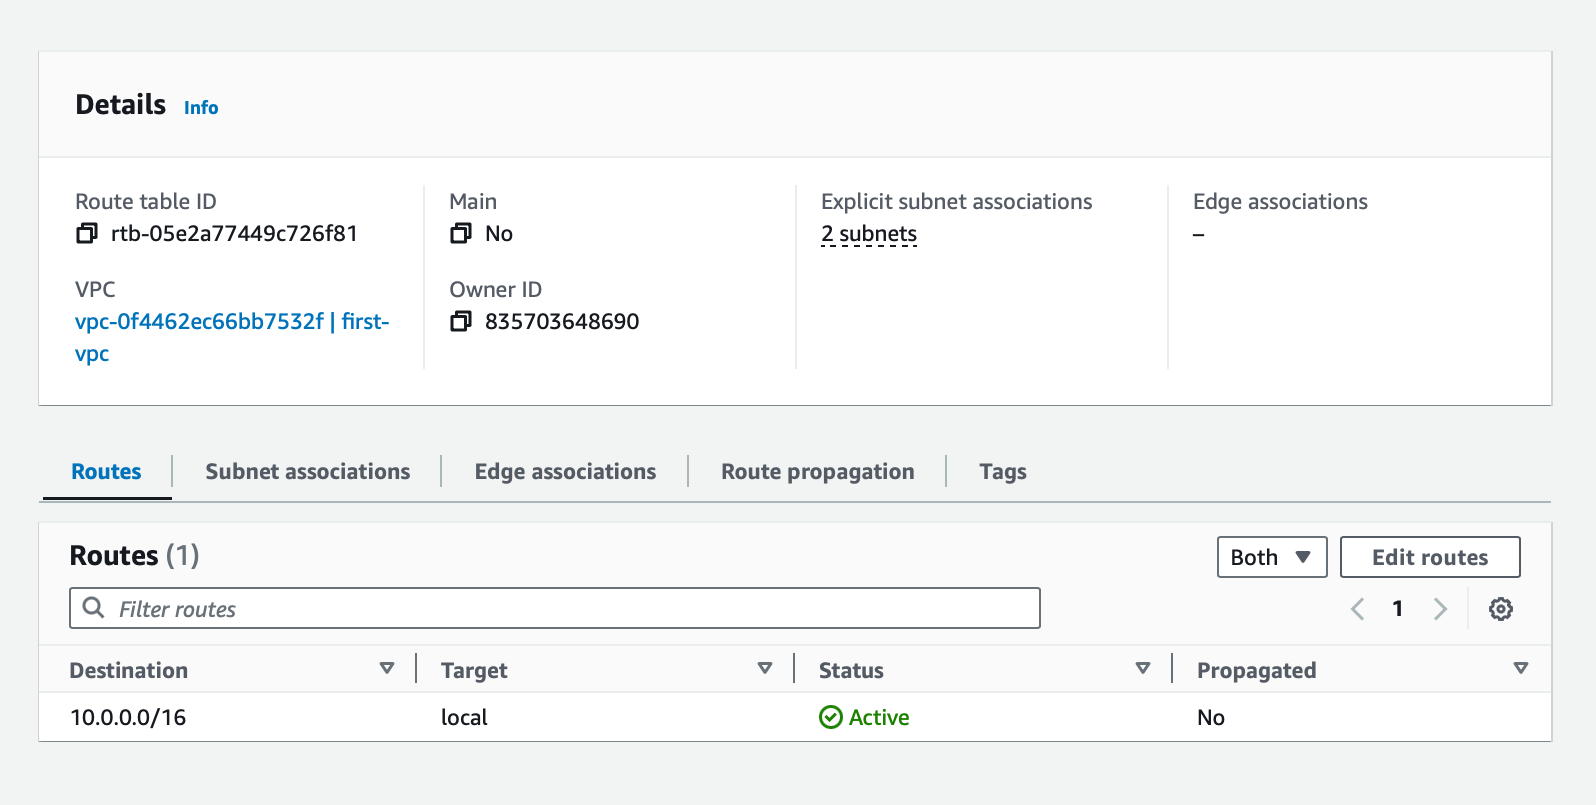 Details Info
Route table ID
rtb-05e2a77449c726f81
Main
No
Explicit subnet associations
2 subnets
Edge associations
–
VPC
vpc-0f4462ec66bb7532f | first-
vpc
Owner ID
835703648690
Routes Subnet associations Edge associations Route propagation Tags
Routes (1)
Both Edit routes
Filter routes
1
Destination Target Status Propagated
10.0.0.0/16 local Active No